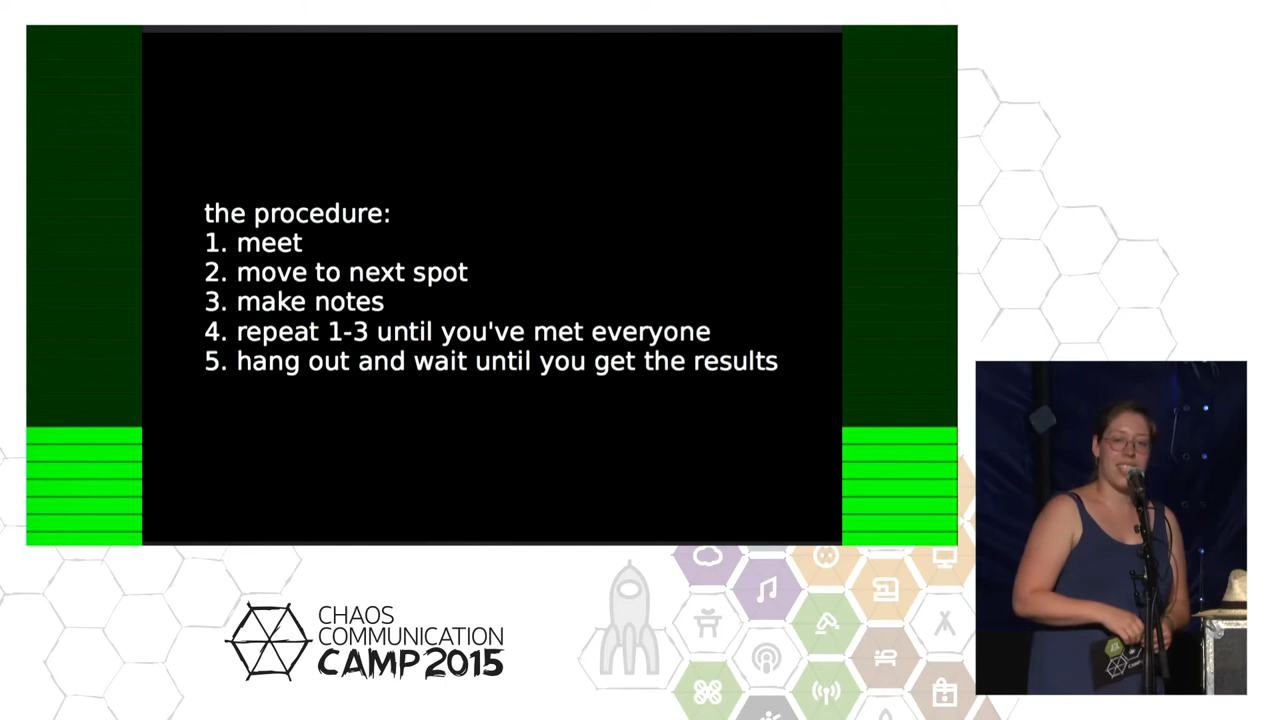 the procedure:
1. meet
2. move to next spot
3. make notes
4. repeat 1-3 until you've met everyone
5. hang out and wait until you get the results
CHAOS
COMMUNICATION
CAMP 2015